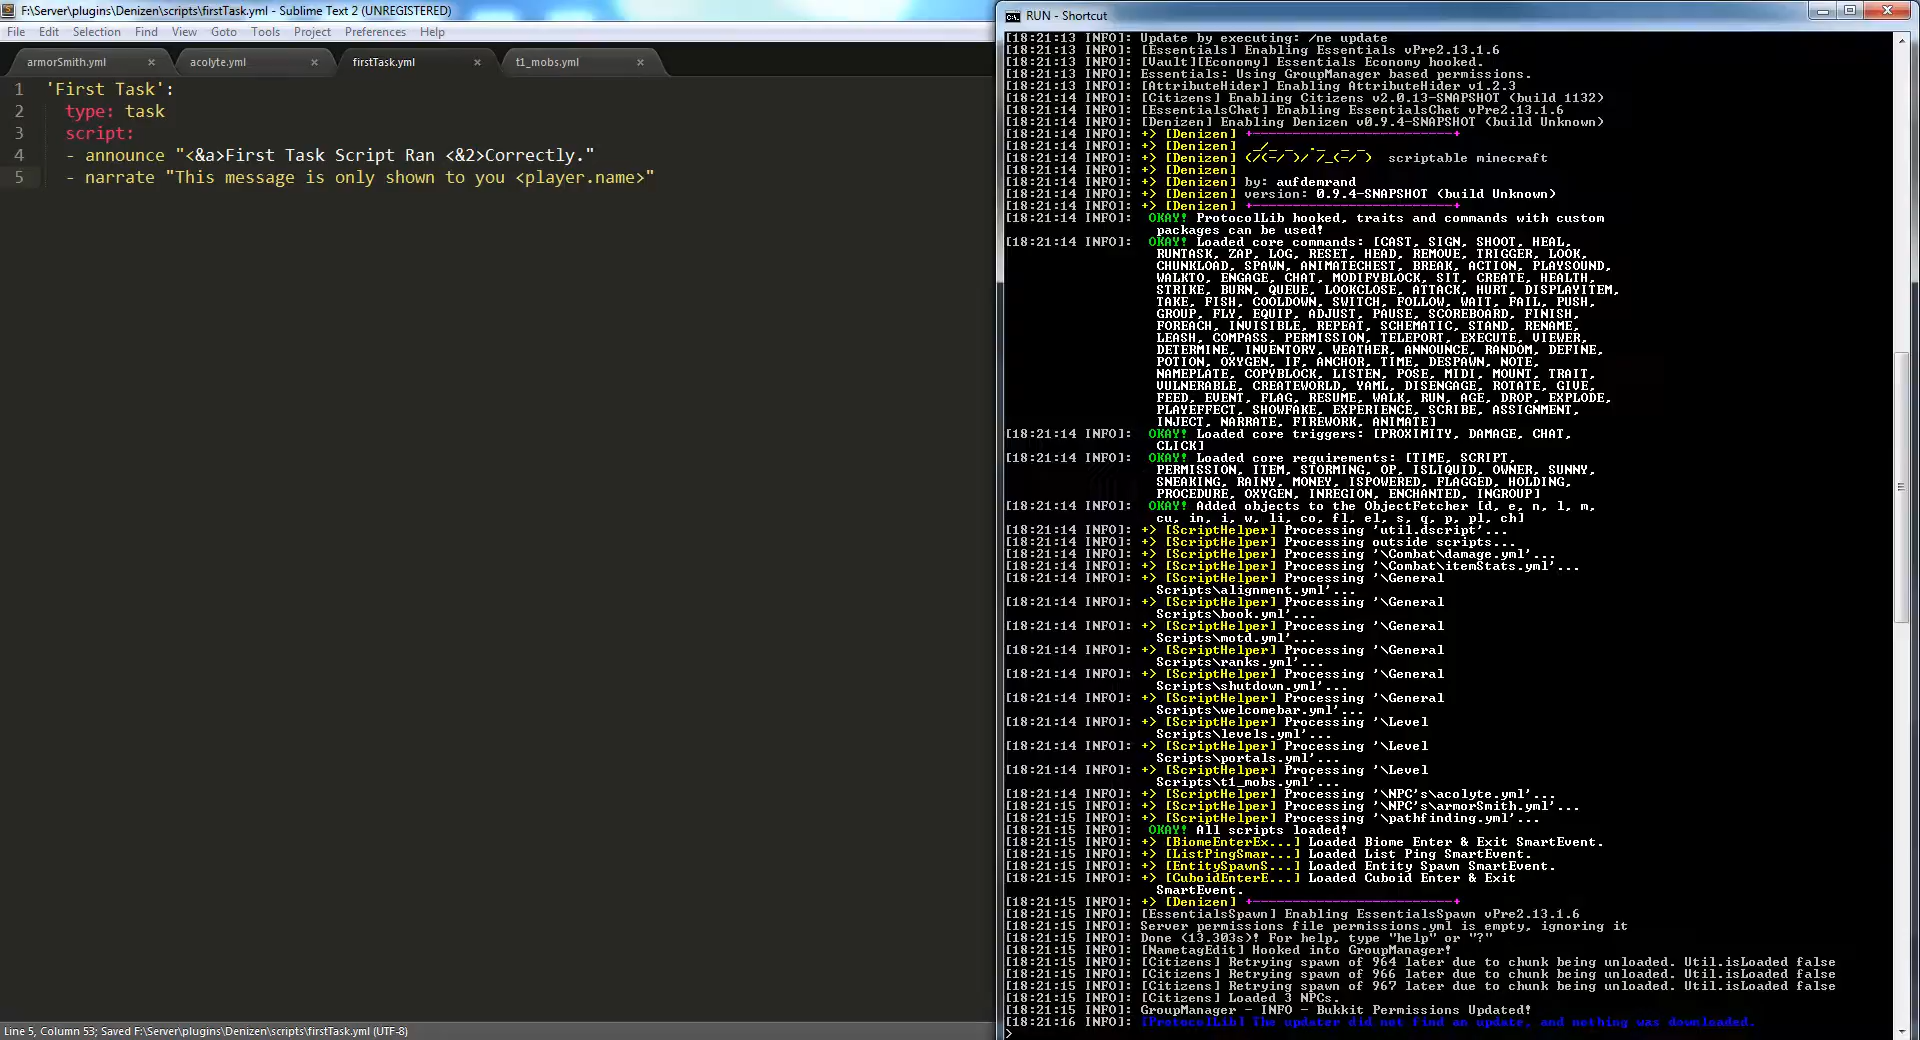 F:\Server\plugins\Denizen\scripts\firstTask.yml - Sublime Text 2 (UNREGISTERED)
File Edit Selection Find View Goto Tools Project Preferences Help
armorSmith.yml × acolyte.yml × firstTask.yml × t1_mobs.yml ×
1 'First Task':
2 type: task
3 script:
4 - announce "<&a>First Task Script Ran <&2>Correctly."
5 - narrate "This message is only shown to you <player.name>"
Line 5, Column 53; Saved F:\Server\plugins\Denizen\scripts\firstTask.yml (UTF-8)
RUN - Shortcut
[18:21:13 INFO]: Update by executing: /ne update
[18:21:13 INFO]: [Essentials] Enabling Essentials vPre2.13.1.6
[18:21:13 INFO]: [Vault][Economy] Essentials Economy hooked.
[18:21:13 INFO]: Essentials: Using GroupManager based permissions.
[18:21:13 INFO]: [AttributeHider] Enabling AttributeHider v1.2.3
[18:21:14 INFO]: [Citizens] Enabling Citizens v2.0.13-SNAPSHOT (build 1132)
[18:21:14 INFO]: [EssentialsChat] Enabling EssentialsChat vPre2.13.1.6
[18:21:14 INFO]: [Denizen] Enabling Denizen v0.9.4-SNAPSHOT (build Unknown)
[18:21:14 INFO]: +> [Denizen] +--------------------------+
[18:21:14 INFO]: +> [Denizen] _/_ _ ._ _ _
[18:21:14 INFO]: +> [Denizen] (/(-/ )/ /_(-/ ) scriptable minecraft
[18:21:14 INFO]: +> [Denizen]
[18:21:14 INFO]: +> [Denizen] by: aufdemrand
[18:21:14 INFO]: +> [Denizen] version: 0.9.4-SNAPSHOT (build Unknown)
[18:21:14 INFO]: +> [Denizen] +--------------------------+
[18:21:14 INFO]: OKAY! ProtocolLib hooked, traits and commands with custom
packages can be used!
[18:21:14 INFO]: OKAY! Loaded core commands: [CAST, SIGN, SHOOT, HEAL,
RUNTASK, ZAP, LOG, RESET, HEAD, REMOVE, TRIGGER, LOOK,
CHUNKLOAD, SPAWN, ANIMATECHEST, BREAK, ACTION, PLAYSOUND,
WALKTO, ENGAGE, CHAT, MODIFYBLOCK, SIT, CREATE, HEALTH,
STRIKE, BURN, QUEUE, LOOKCLOSE, ATTACK, HURT, DISPLAYITEM,
TAKE, FISH, COOLDOWN, SWITCH, FOLLOW, WAIT, FAIL, PUSH,
GROUP, FLY, EQUIP, ADJUST, PAUSE, SCOREBOARD, FINISH,
FOREACH, INVISIBLE, REPEAT, SCHEMATIC, STAND, RENAME,
LEASH, COMPASS, PERMISSION, TELEPORT, EXECUTE, VIEWER,
DETERMINE, INVENTORY, WEATHER, ANNOUNCE, RANDOM, DEFINE,
POTION, OXYGEN, IF, ANCHOR, TIME, DESPAWN, NOTE,
NAMEPLATE, COPYBLOCK, LISTEN, POSE, MIDI, MOUNT, TRAIT,
VULNERABLE, CREATEWORLD, YAML, DISENGAGE, ROTATE, GIVE,
FEED, EVENT, FLAG, RESUME, WALK, RUN, AGE, DROP, EXPLODE,
PLAYEFFECT, SHOWFAKE, EXPERIENCE, SCRIBE, ASSIGNMENT,
INJECT, NARRATE, FIREWORK, ANIMATE]
[18:21:14 INFO]: OKAY! Loaded core triggers: [PROXIMITY, DAMAGE, CHAT,
CLICK]
[18:21:14 INFO]: OKAY! Loaded core requirements: [TIME, SCRIPT,
PERMISSION, ITEM, STORMING, OP, ISLIQUID, OWNER, SUNNY,
SNEAKING, RAINY, MONEY, ISPOWERED, FLAGGED, HOLDING,
PROCEDURE, OXYGEN, INREGION, ENCHANTED, INGROUP]
[18:21:14 INFO]: OKAY! Added objects to the ObjectFetcher [d, e, n, l, m,
cu, in, i, w, li, co, fl, el, s, q, p, pl, ch]
[18:21:14 INFO]: +> [ScriptHelper] Processing 'util.dscript'...
[18:21:14 INFO]: +> [ScriptHelper] Processing outside scripts...
[18:21:14 INFO]: +> [ScriptHelper] Processing '\Combat\damage.yml'...
[18:21:14 INFO]: +> [ScriptHelper] Processing '\Combat\itemStats.yml'...
[18:21:14 INFO]: +> [ScriptHelper] Processing '\General
Scripts\alignment.yml'...
[18:21:14 INFO]: +> [ScriptHelper] Processing '\General
Scripts\book.yml'...
[18:21:14 INFO]: +> [ScriptHelper] Processing '\General
Scripts\motd.yml'...
[18:21:14 INFO]: +> [ScriptHelper] Processing '\General
Scripts\ranks.yml'...
[18:21:14 INFO]: +> [ScriptHelper] Processing '\General
Scripts\shutdown.yml'...
[18:21:14 INFO]: +> [ScriptHelper] Processing '\General
Scripts\welcomebar.yml'...
[18:21:14 INFO]: +> [ScriptHelper] Processing '\Level
Scripts\levels.yml'...
[18:21:14 INFO]: +> [ScriptHelper] Processing '\Level
Scripts\portals.yml'...
[18:21:14 INFO]: +> [ScriptHelper] Processing '\Level
Scripts\t1_mobs.yml'...
[18:21:14 INFO]: +> [ScriptHelper] Processing '\NPC's\acolyte.yml'...
[18:21:15 INFO]: +> [ScriptHelper] Processing '\NPC's\armorSmith.yml'...
[18:21:15 INFO]: +> [ScriptHelper] Processing '\pathfinding.yml'...
[18:21:15 INFO]: OKAY! All scripts loaded!
[18:21:15 INFO]: +> [BiomeEnterEx...] Loaded Biome Enter & Exit SmartEvent.
[18:21:15 INFO]: +> [ListPingSmar...] Loaded List Ping SmartEvent.
[18:21:15 INFO]: +> [EntitySpawnS...] Loaded Entity Spawn SmartEvent.
[18:21:15 INFO]: +> [CuboidEnterE...] Loaded Cuboid Enter & Exit
SmartEvent.
[18:21:15 INFO]: +> [Denizen] +--------------------------+
[18:21:15 INFO]: [EssentialsSpawn] Enabling EssentialsSpawn vPre2.13.1.6
[18:21:15 INFO]: Server permissions file permissions.yml is empty, ignoring it
[18:21:15 INFO]: Done (13.303s)! For help, type "help" or "?"
[18:21:15 INFO]: [NametagEdit] Hooked into GroupManager!
[18:21:15 INFO]: [Citizens] Retrying spawn of 964 later due to chunk being unloaded. Util.isLoaded false
[18:21:15 INFO]: [Citizens] Retrying spawn of 966 later due to chunk being unloaded. Util.isLoaded false
[18:21:15 INFO]: [Citizens] Retrying spawn of 967 later due to chunk being unloaded. Util.isLoaded false
[18:21:15 INFO]: [Citizens] Loaded 3 NPCs.
[18:21:15 INFO]: GroupManager - INFO - Bukkit Permissions Updated!
[18:21:16 INFO]: [ProtocolLib] The updater did not find an update, and nothing was downloaded.
>